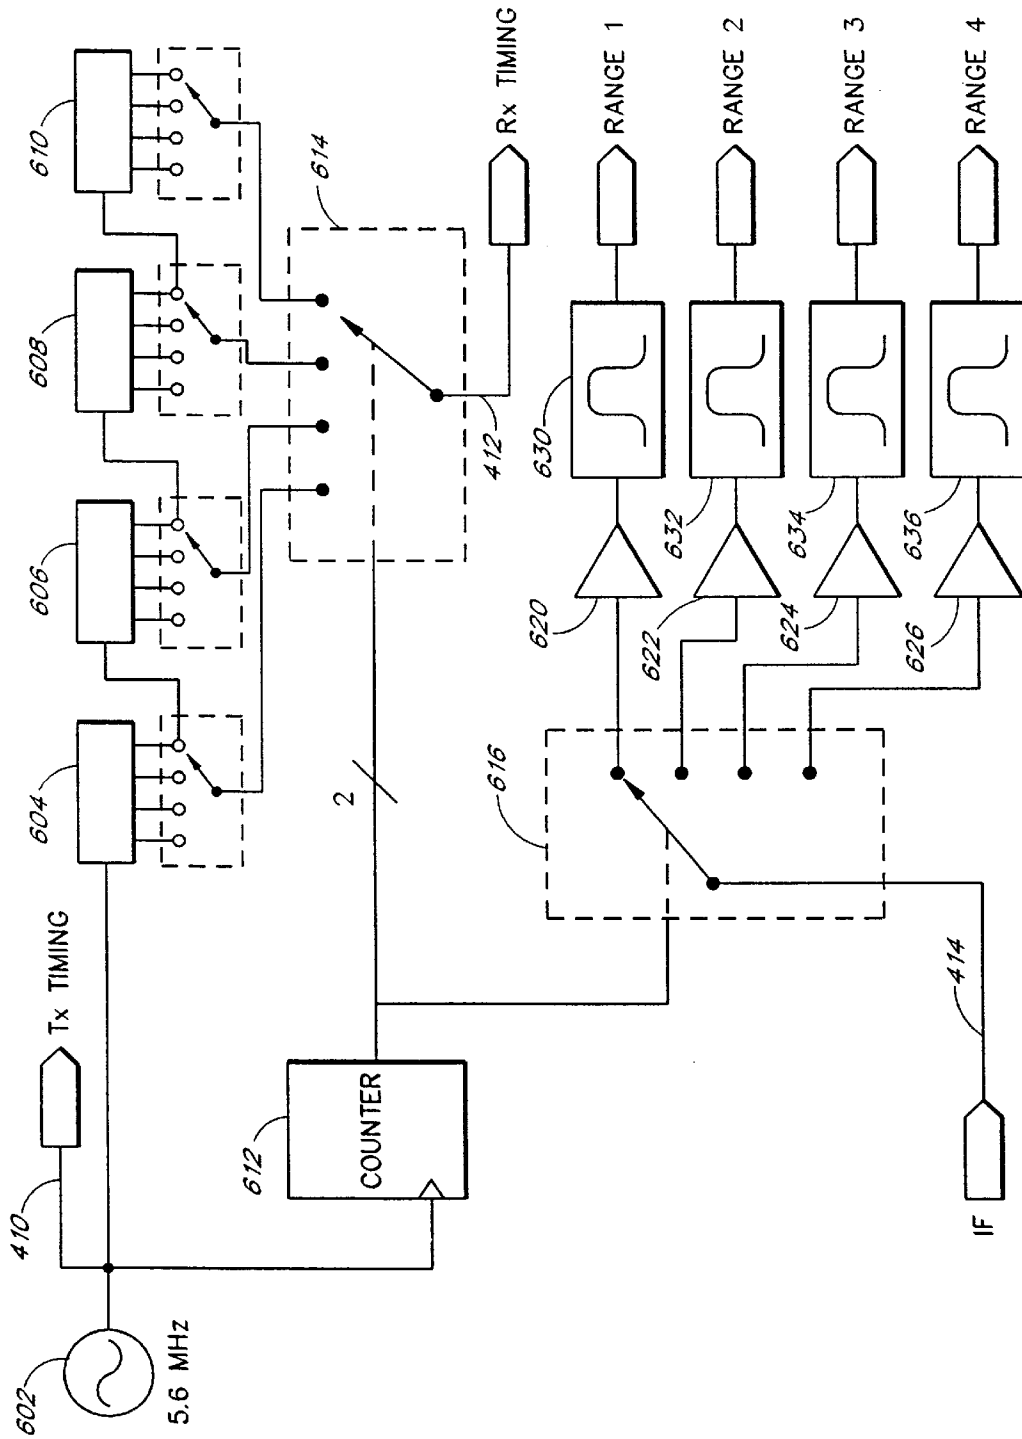 602
5.6 MHz
410
Tx TIMING
604
606
608
610
612
COUNTER
2
614
412
Rx TIMING
IF
414
616
620
630
RANGE 1
622
632
RANGE 2
624
634
RANGE 3
626
636
RANGE 4